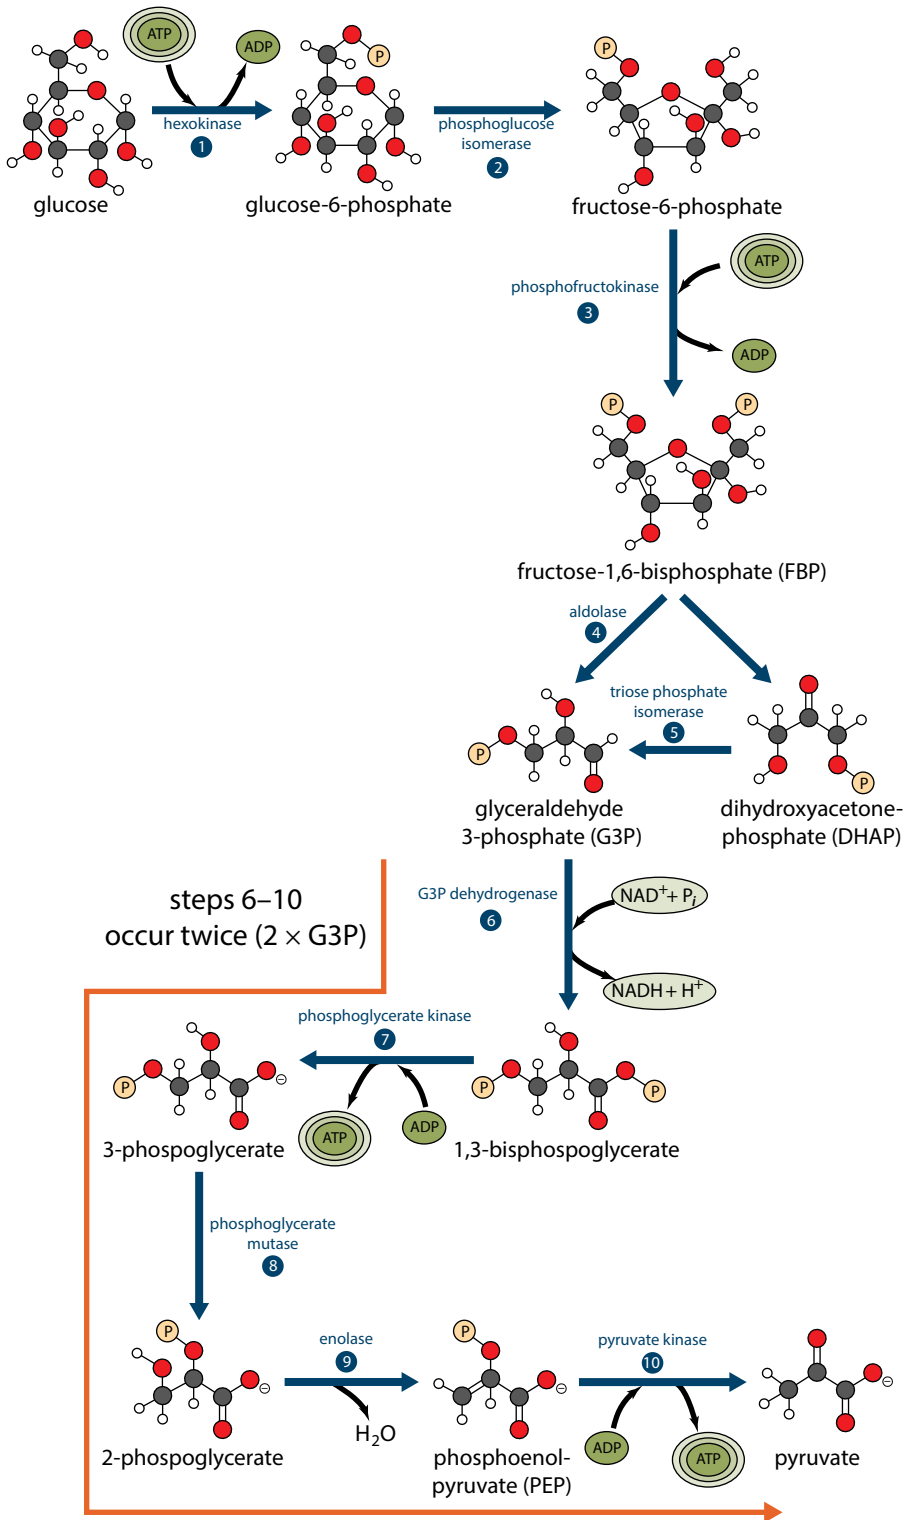 ATP
ADP
P
hexokinase
1
glucose
glucose-6-phosphate
phosphoglucose
isomerase
2
P
fructose-6-phosphate
phosphofructokinase
3
ATP
ADP
P
P
fructose-1,6-bisphosphate (FBP)
aldolase
4
triose phosphate
isomerase
5
P
glyceraldehyde
3-phosphate (G3P)
P
dihydroxyacetone-
phosphate (DHAP)
steps 6–10
occur twice (2 × G3P)
G3P dehydrogenase
6
NAD⁺ + Pᵢ
NADH + H⁺
phosphoglycerate kinase
7
P
P
P
ATP
ADP
3-phospoglycerate
1,3-bisphospoglycerate
phosphoglycerate
mutase
8
P
2-phospoglycerate
enolase
9
H₂O
P
phosphoenol-
pyruvate (PEP)
pyruvate kinase
10
ADP
ATP
pyruvate